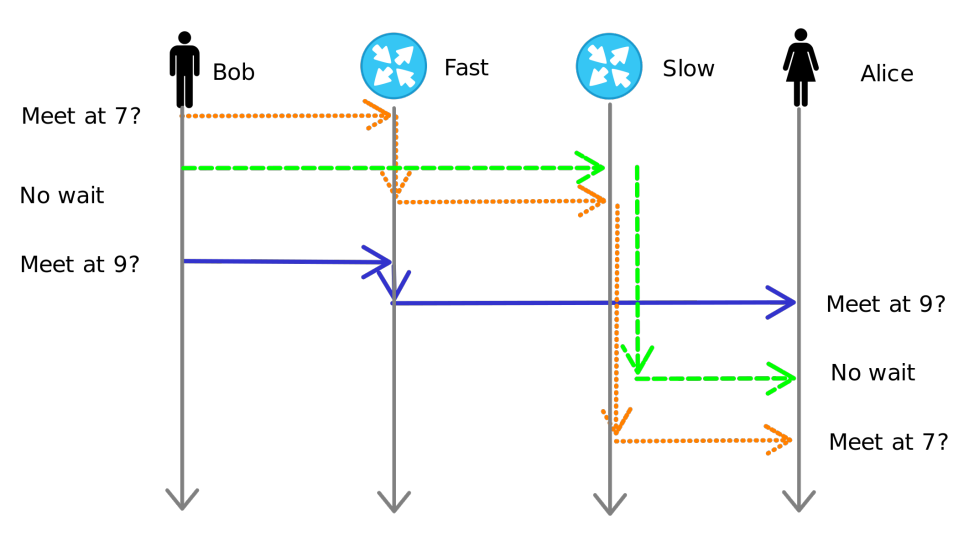 Bob
Fast
Slow
Alice
Meet at 7?
No wait
Meet at 9?
Meet at 9?
No wait
Meet at 7?